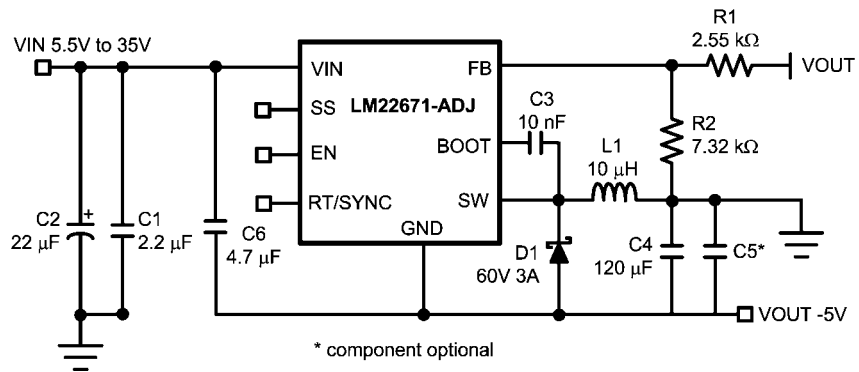 VIN 5.5V to 35V
VIN
FB
R1
2.55 kΩ
VOUT
SS
LM22671-ADJ
C3
10 nF
EN
BOOT
R2
7.32 kΩ
L1
10 μH
RT/SYNC
SW
GND
C2
+
22 μF
C1
2.2 μF
C6
4.7 μF
D1
60V 3A
C4
120 μF
C5*
VOUT -5V
* component optional